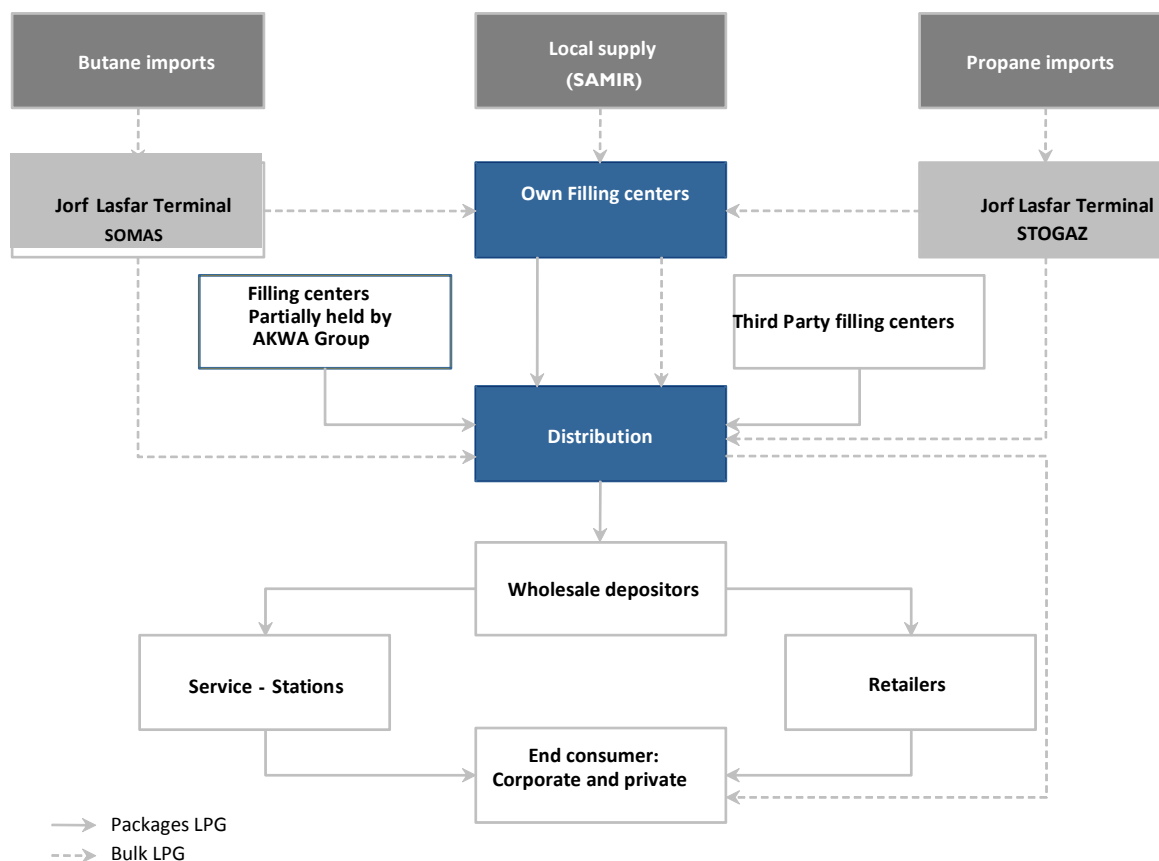 Butane imports
Local supply
(SAMIR)
Propane imports
Jorf Lasfar Terminal
SOMAS
Own Filling centers
Jorf Lasfar Terminal
STOGAZ
Filling centers
Partially held by
AKWA Group
Third Party filling centers
Distribution
Wholesale depositors
Service - Stations
Retailers
End consumer:
Corporate and private
Packages LPG
Bulk LPG